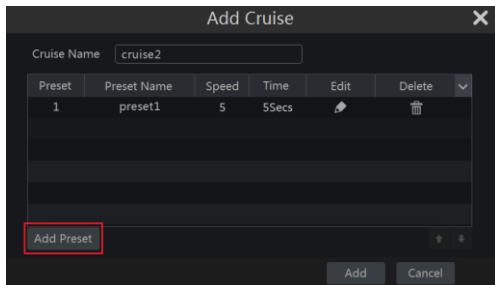 Add Cruise
Cruise Name cruise2
Preset Preset Name Speed Time Edit Delete
1 preset1 5 5Secs
Add Preset
Add Cancel